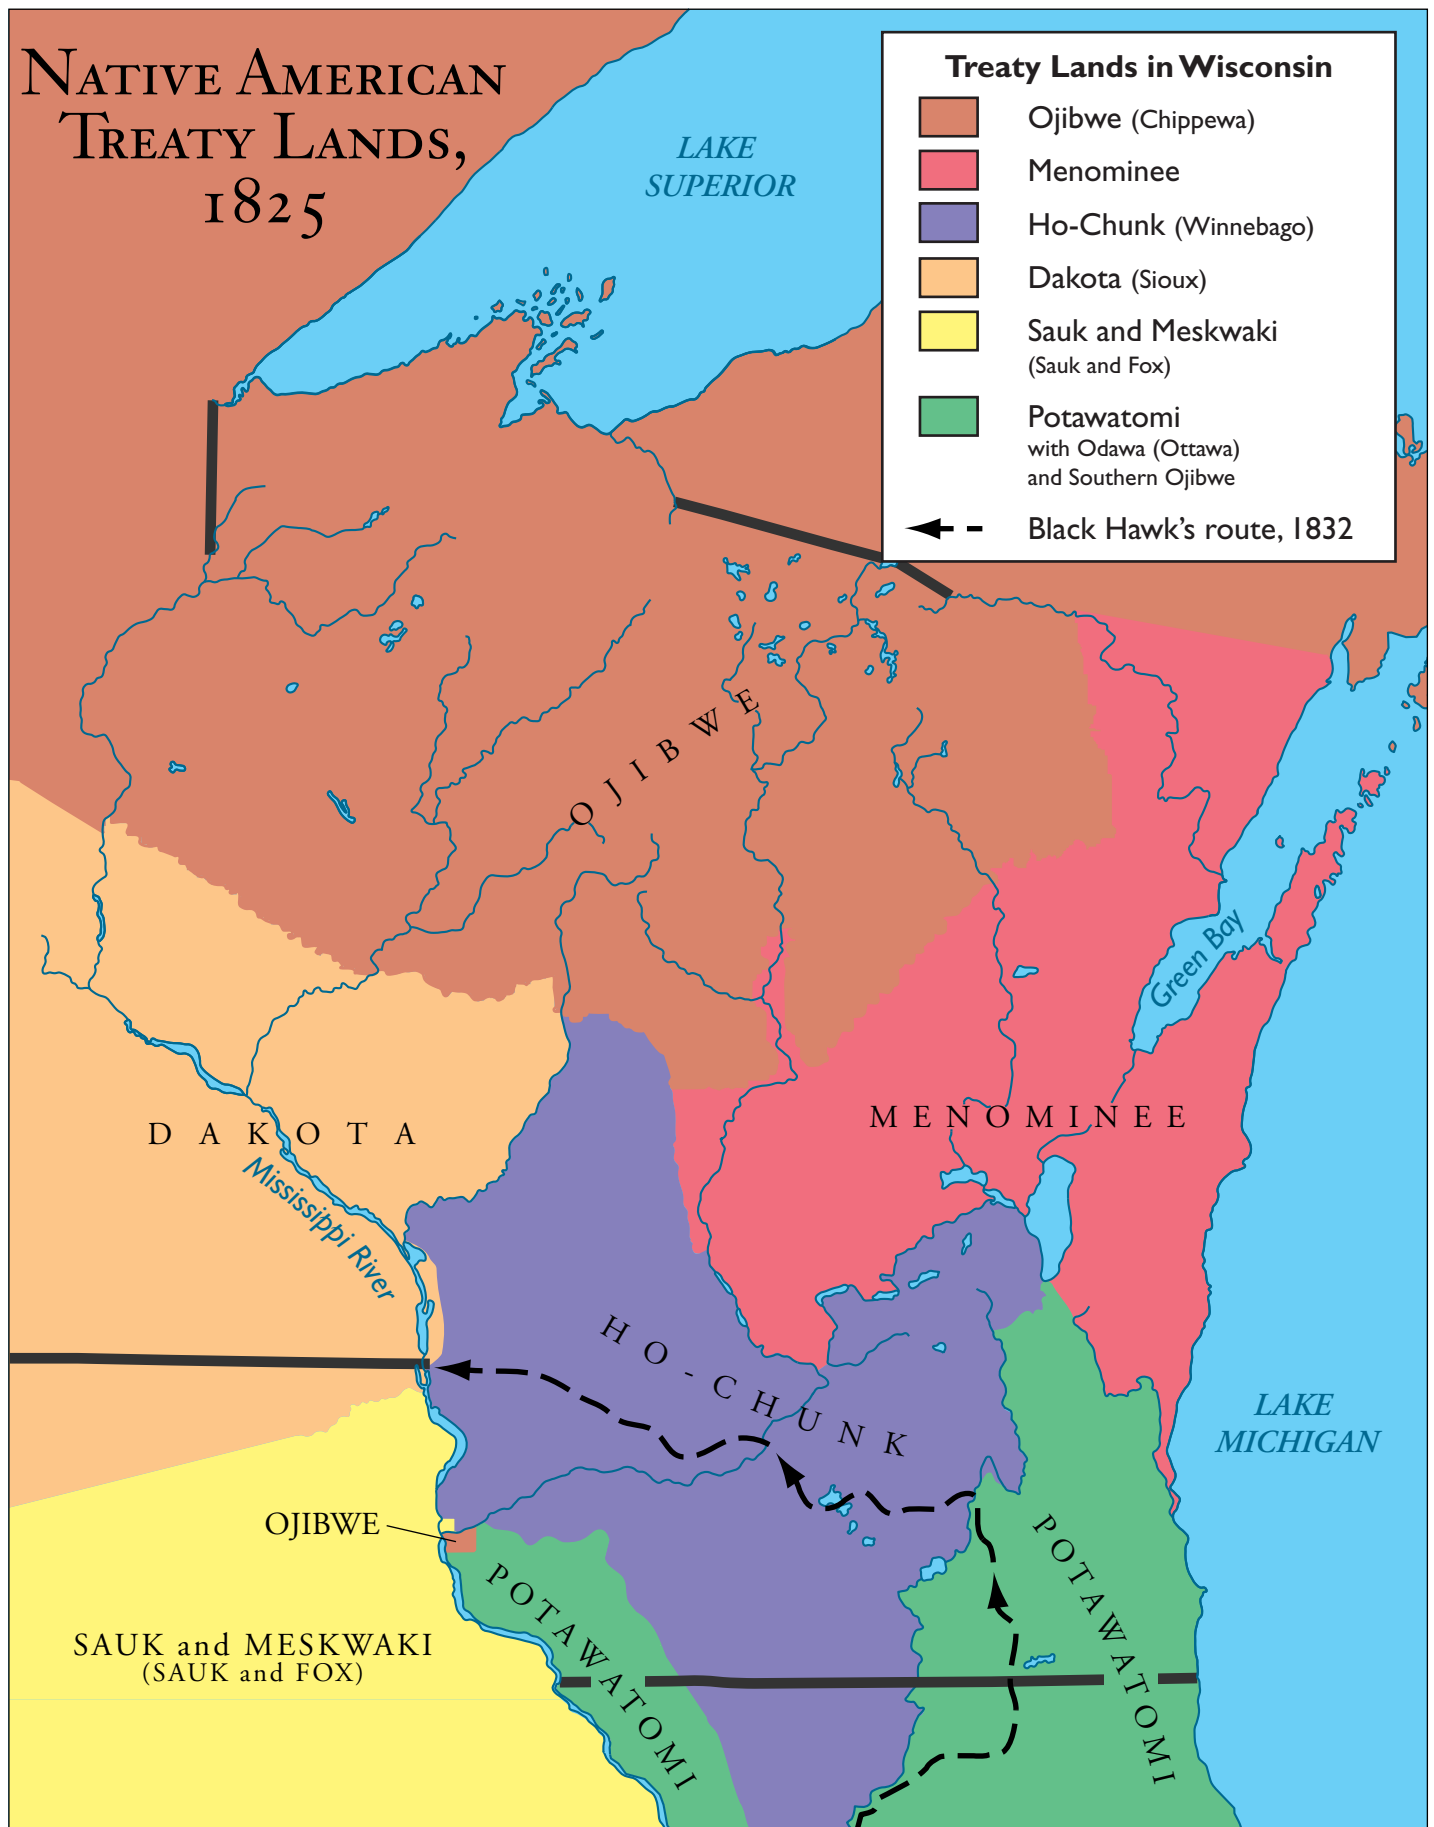 NATIVE AMERICAN
TREATY LANDS,
1825
Treaty Lands in Wisconsin
Ojibwe (Chippewa)
Menominee
Ho-Chunk (Winnebago)
Dakota (Sioux)
Sauk and Meskwaki
(Sauk and Fox)
Potawatomi
with Odawa (Ottawa)
and Southern Ojibwe
Black Hawk's route, 1832
LAKE
SUPERIOR
OJIBWE
Green Bay
MENOMINEE
DAKOTA
Mississippi River
HO-CHUNK
LAKE
MICHIGAN
OJIBWE
POTAWATOMI
POTAWATOMI
SAUK and MESKWAKI
(SAUK and FOX)